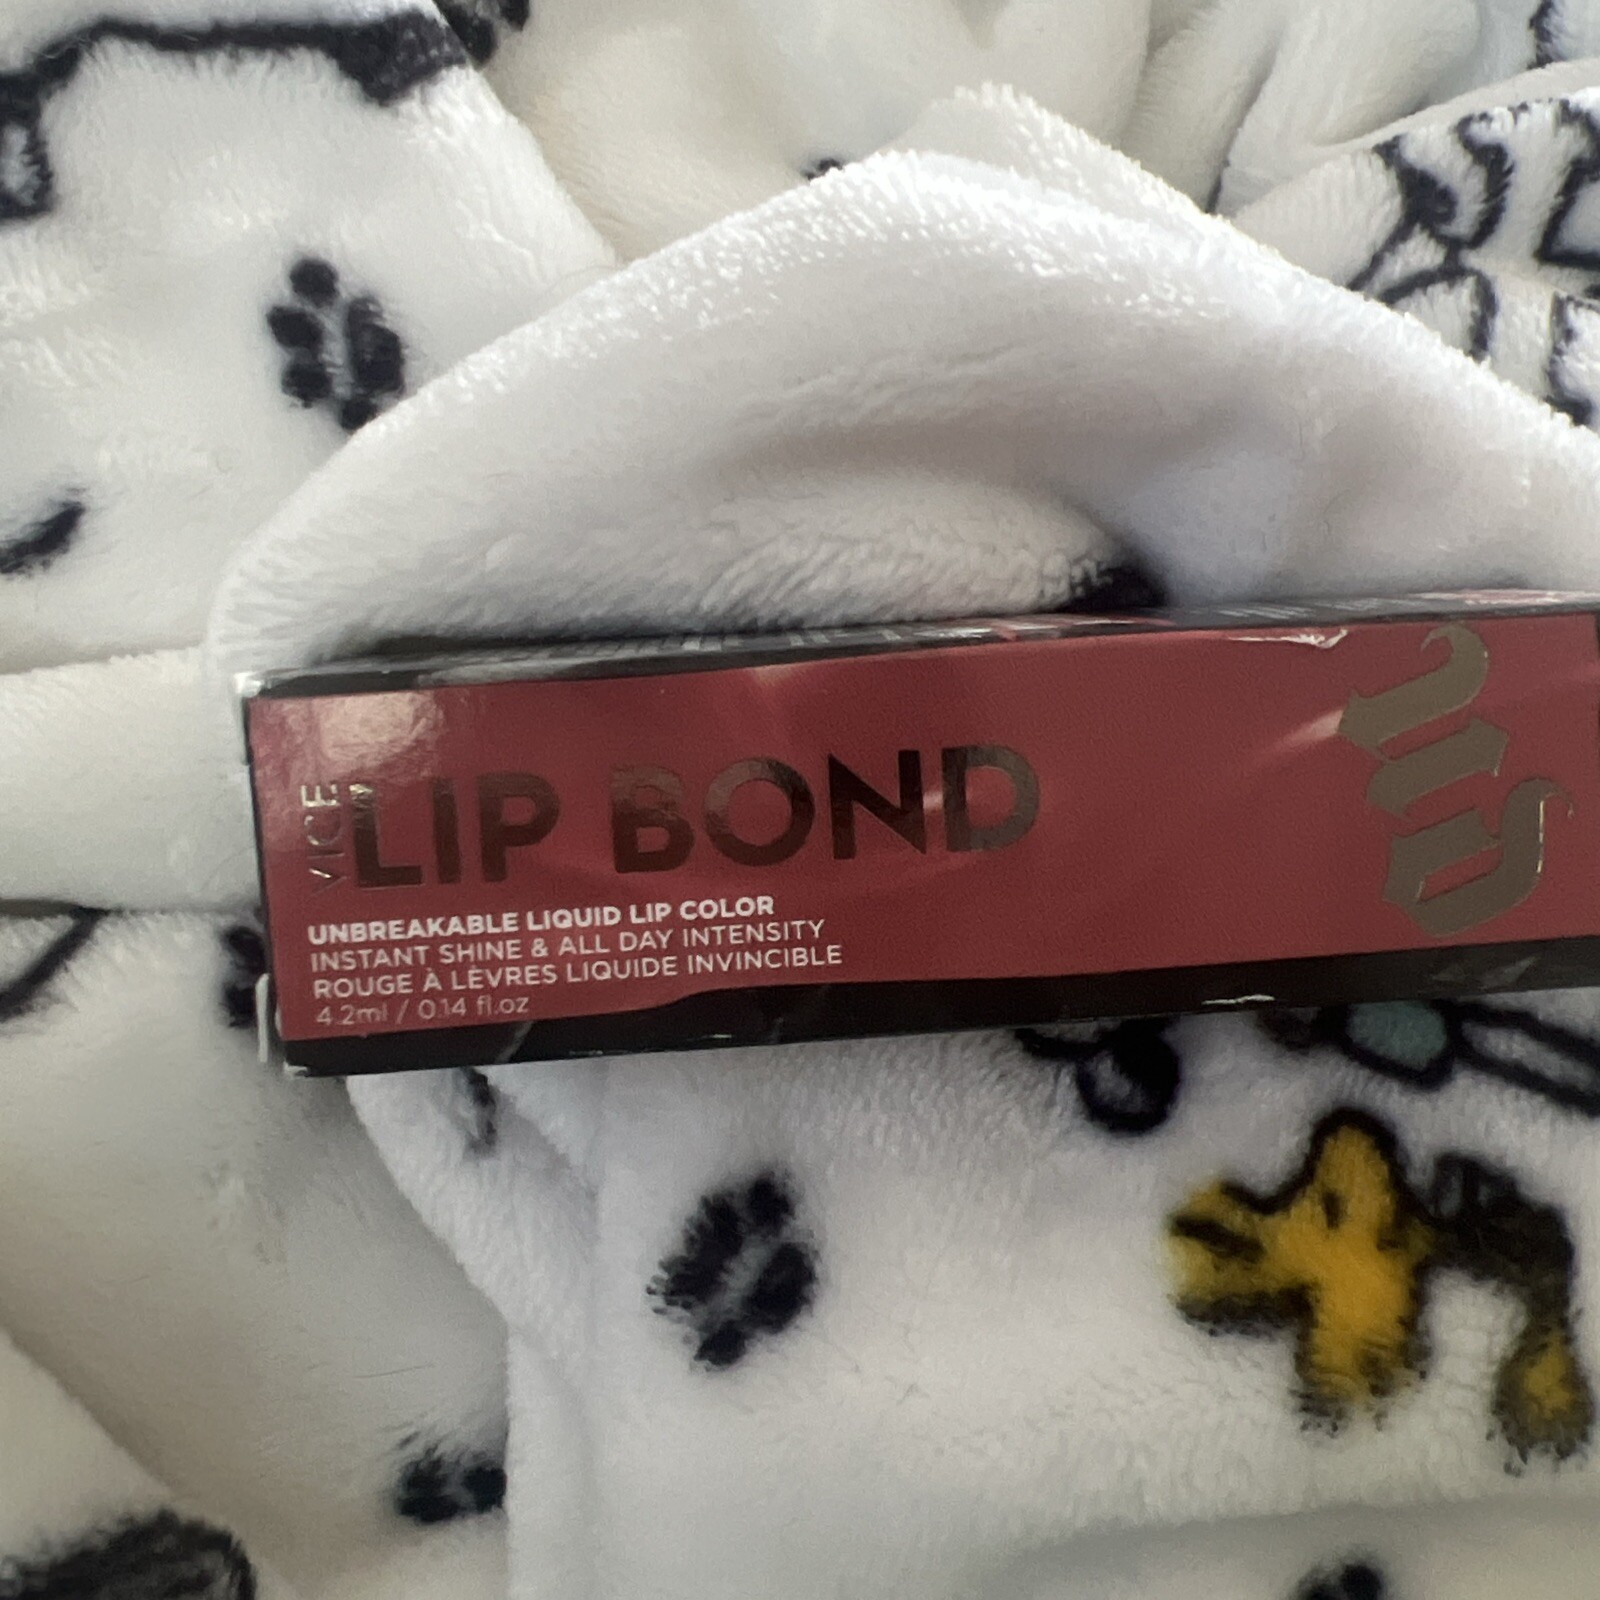 VICE
LIP BOND
UNBREAKABLE LIQUID LIP COLOR
INSTANT SHINE & ALL DAY INTENSITY
ROUGE À LÈVRES LIQUIDE INVINCIBLE
4.2ml / 0.14 fl.oz
UD